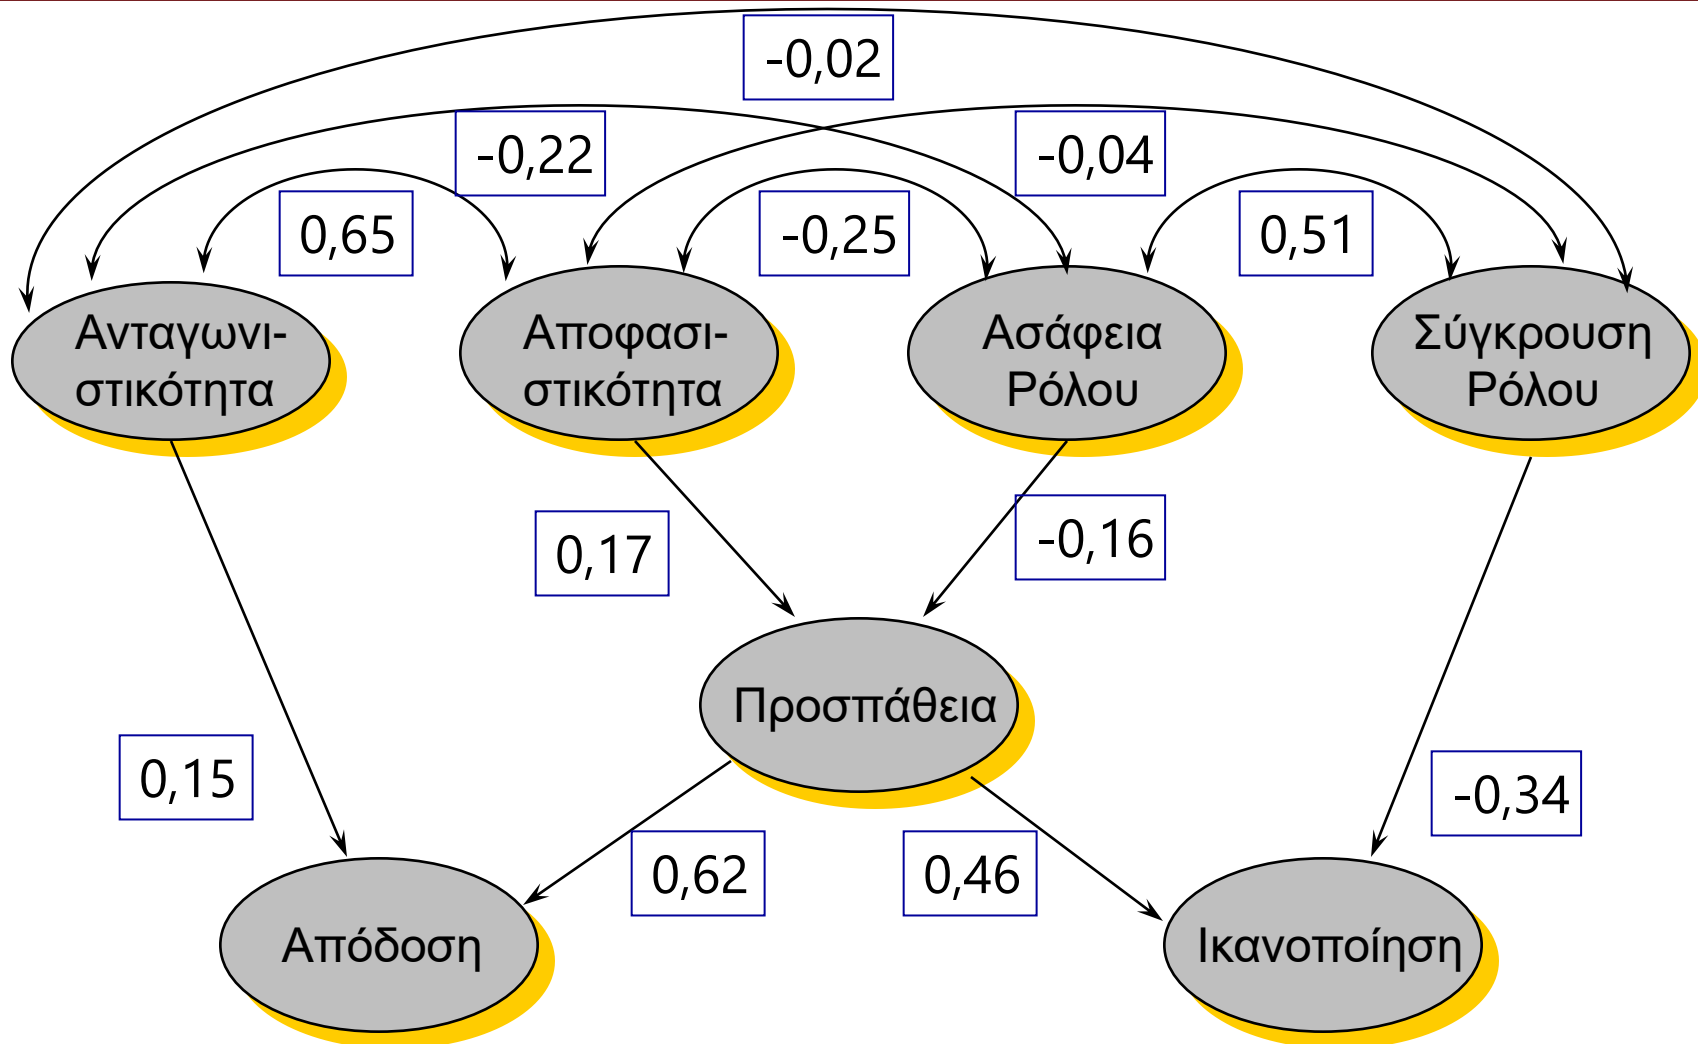 -0,02
-0,22
-0,04
0,65
-0,25
0,51
Ανταγωνι-
στικότητα
Αποφασι-
στικότητα
Ασάφεια
Ρόλου
Σύγκρουση
Ρόλου
0,17
-0,16
Προσπάθεια
0,15
-0,34
0,62
0,46
Απόδοση
Ικανοποίηση